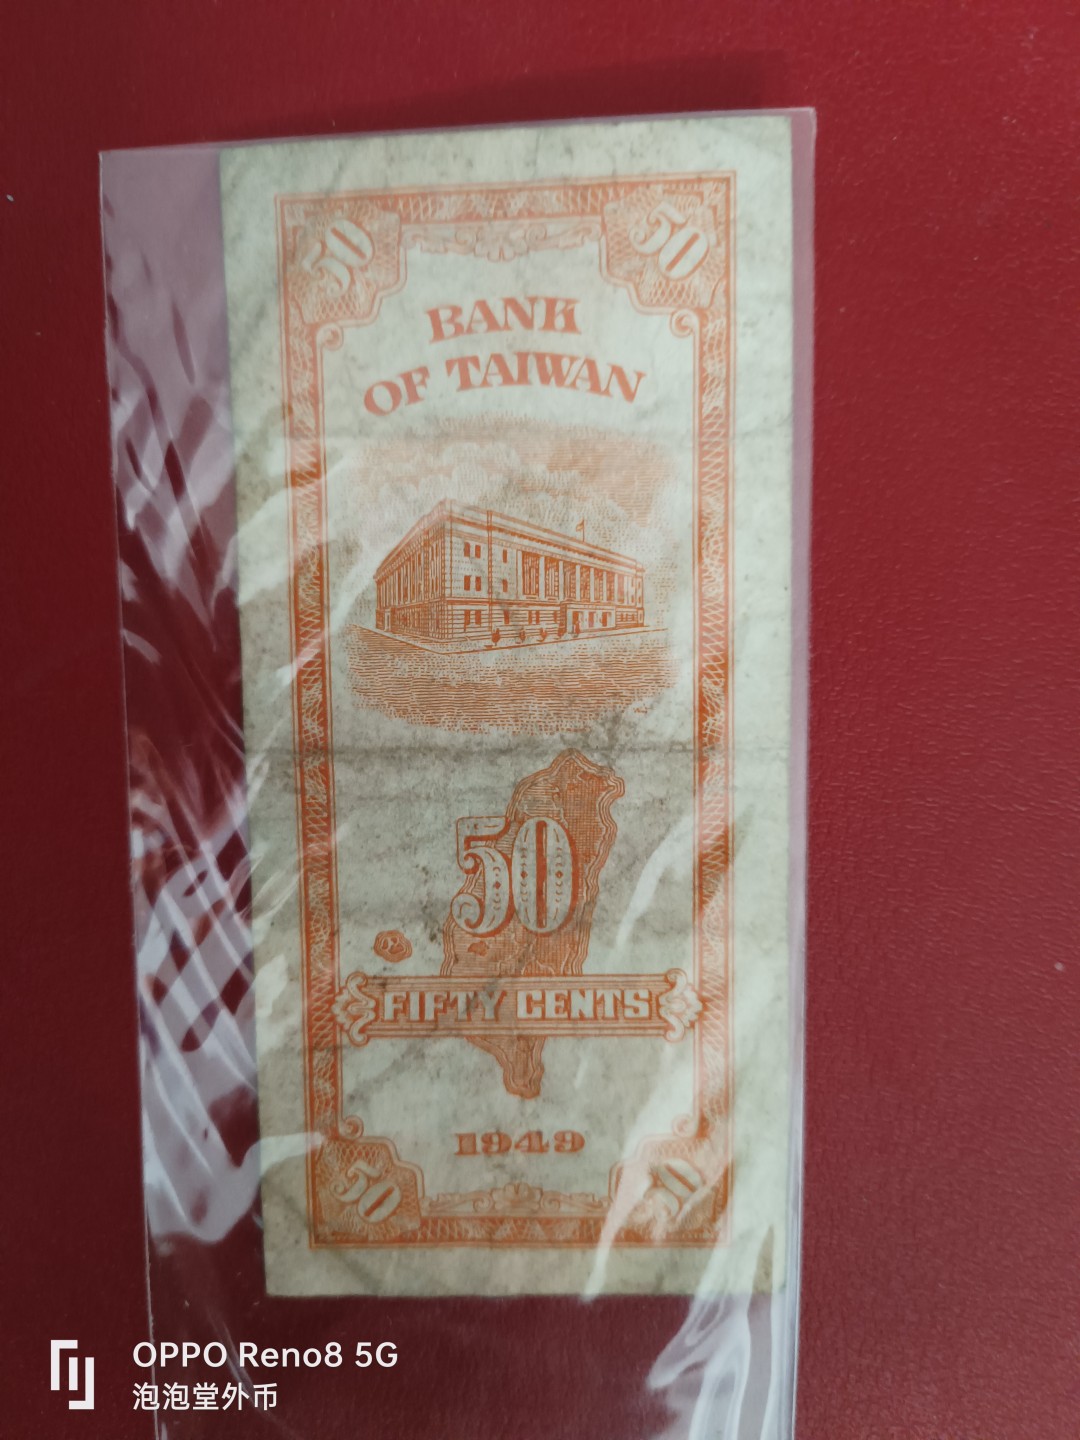 50 50
BANK
OF TAIWAN
50
FIFTY CENTS
1949
50 50
OPPO Reno8 5G
泡泡堂外币